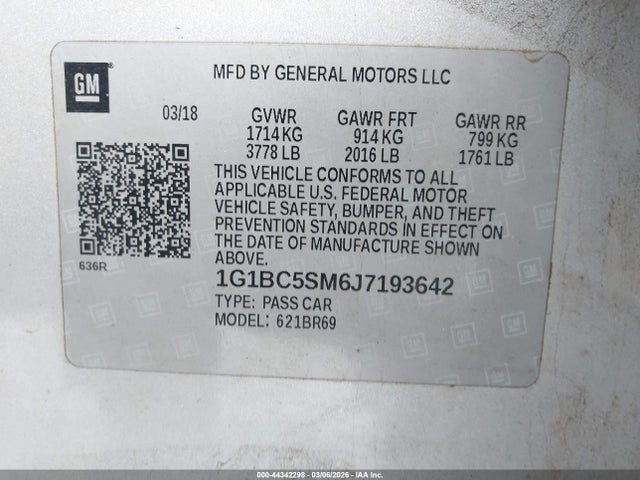 GM
MFD BY GENERAL MOTORS LLC
03/18 GVWR GAWR FRT GAWR RR
1714 KG 914 KG 799 KG
3778 LB 2016 LB 1761 LB
THIS VEHICLE CONFORMS TO ALL
APPLICABLE U.S. FEDERAL MOTOR
VEHICLE SAFETY, BUMPER, AND THEFT
PREVENTION STANDARDS IN EFFECT ON
THE DATE OF MANUFACTURE SHOWN
ABOVE.
636R
1G1BC5SM6J7193642
TYPE: PASS CAR
MODEL: 621BR69
000-44342298 - 03/06/2026 - IAA Inc.